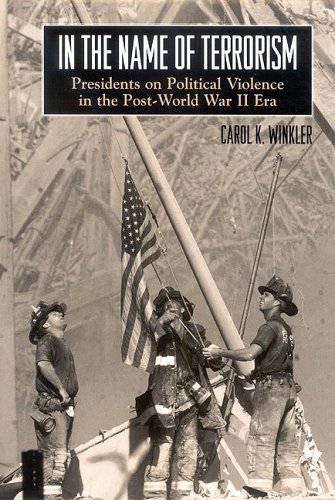 IN THE NAME OF TERRORISM
Presidents on Political Violence
in the Post-World War II Era
CAROL K. WINKLER